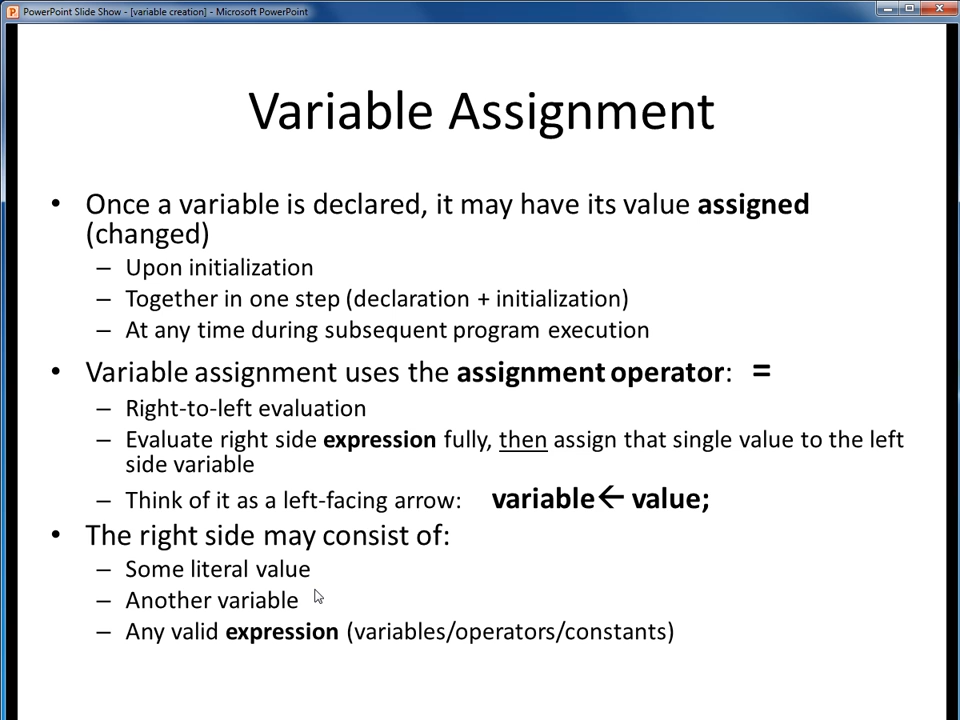 PowerPoint Slide Show - [variable creation] - Microsoft PowerPoint
Variable Assignment
• Once a variable is declared, it may have its value assigned
(changed)
– Upon initialization
– Together in one step (declaration + initialization)
– At any time during subsequent program execution
• Variable assignment uses the assignment operator: =
– Right-to-left evaluation
– Evaluate right side expression fully, then assign that single value to the left
side variable
– Think of it as a left-facing arrow: variable← value;
• The right side may consist of:
– Some literal value
– Another variable
– Any valid expression (variables/operators/constants)